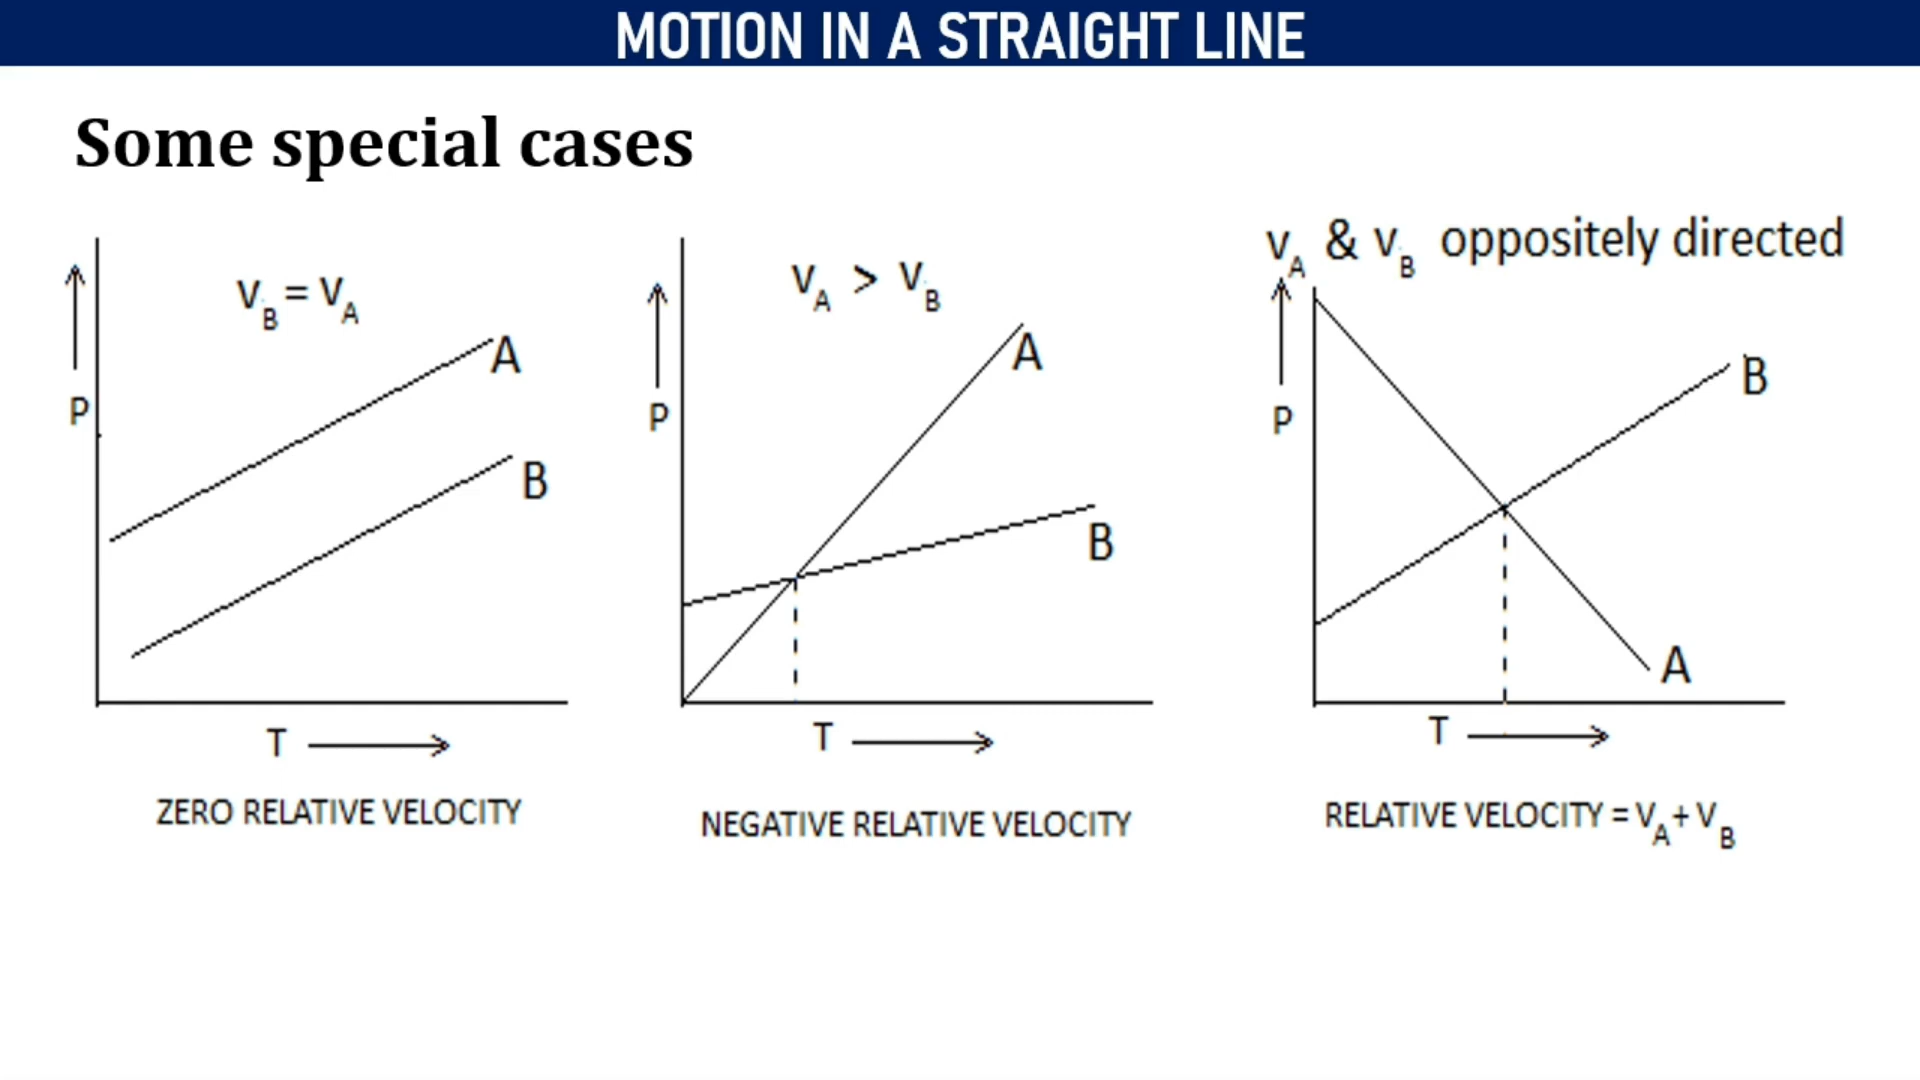 MOTION IN A STRAIGHT LINE
Some special cases
V_B = V_A
A
B
P
T
ZERO RELATIVE VELOCITY
V_A > V_B
A
B
P
T
NEGATIVE RELATIVE VELOCITY
V_A & V_B oppositely directed
B
A
P
T
RELATIVE VELOCITY = V_A + V_B